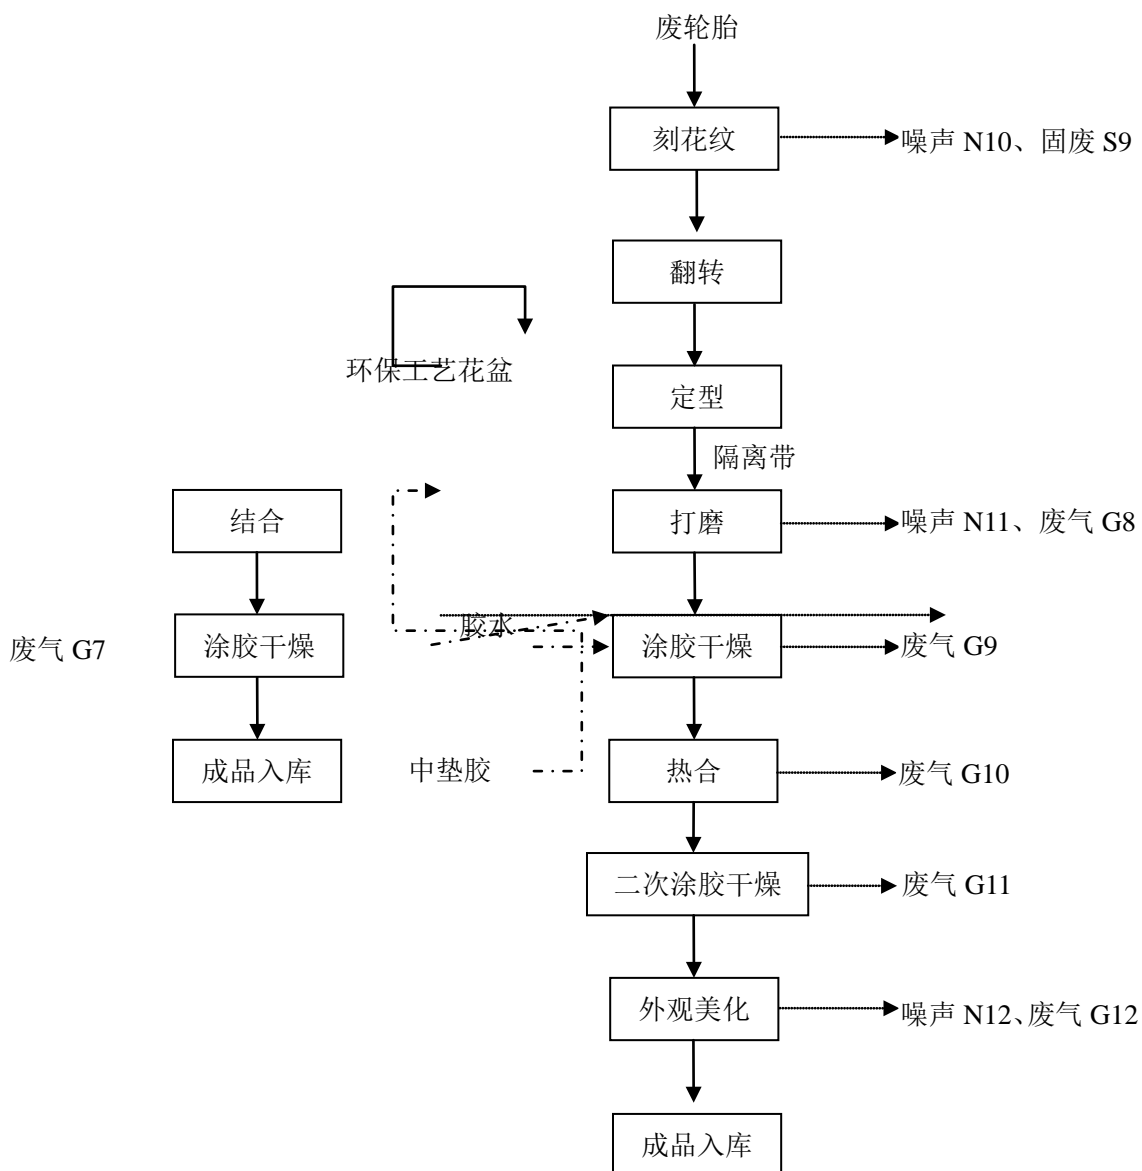 废轮胎
刻花纹
噪声 N10、固废 S9
翻转
环保工艺花盆
定型
隔离带
结合
打磨
噪声 N11、废气 G8
废气 G7
涂胶干燥
胶水
涂胶干燥
废气 G9
成品入库
中垫胶
热合
废气 G10
二次涂胶干燥
废气 G11
外观美化
噪声 N12、废气 G12
成品入库